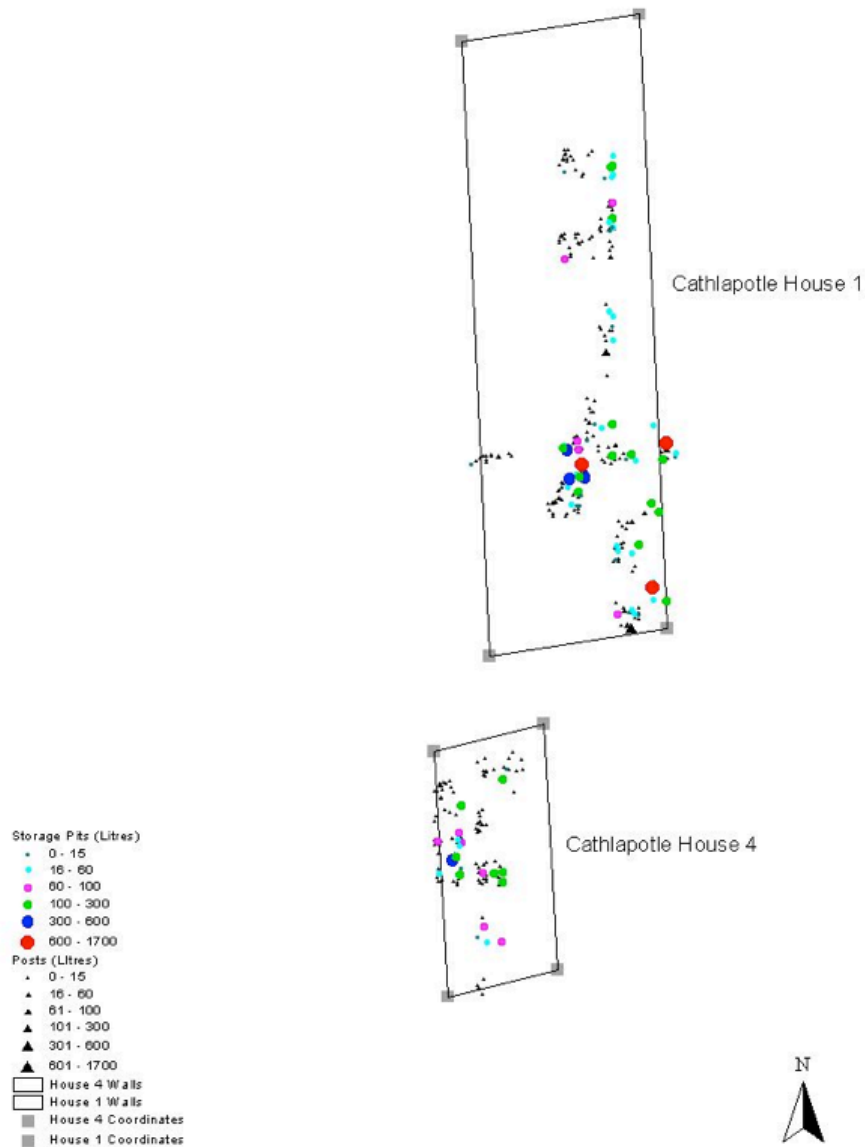 Cathlapotle House 1
Cathlapotle House 4
Storage Pits (Litres)
0 - 15
16 - 60
60 - 100
100 - 300
300 - 600
600 - 1700
Posts (Litres)
0 - 15
16 - 60
61 - 100
101 - 300
301 - 600
601 - 1700
House 4 Walls
House 1 Walls
House 4 Coordinates
House 1 Coordinates
N